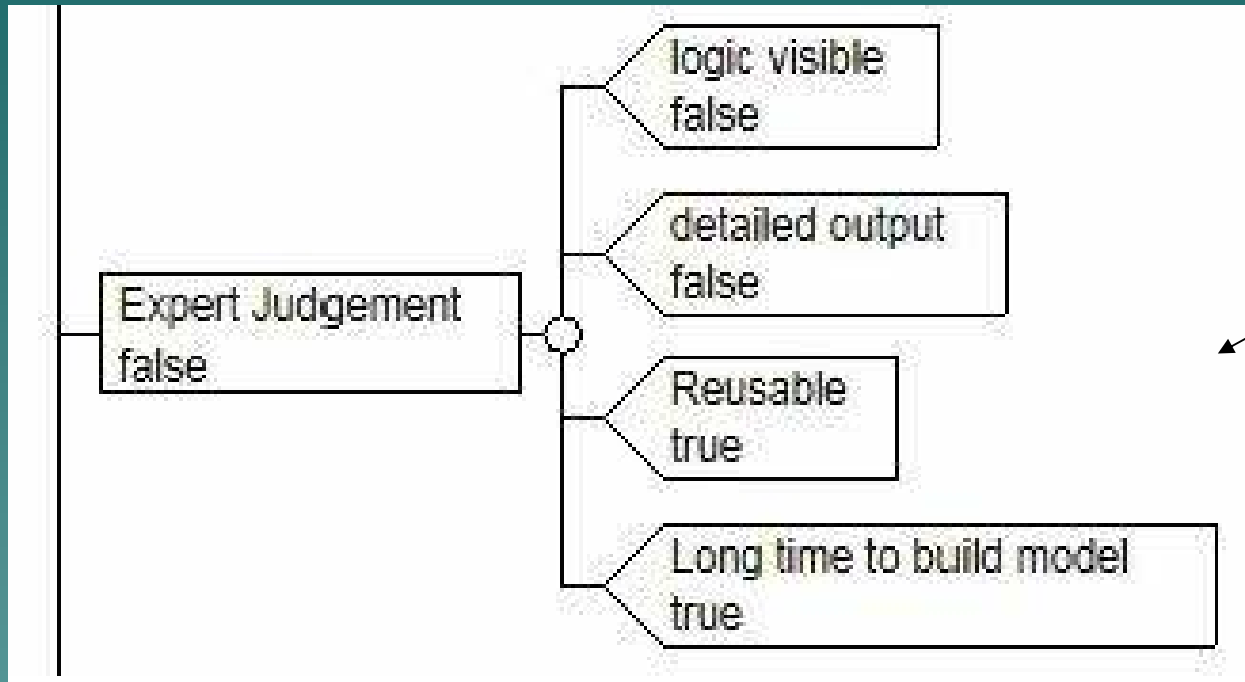 logic visible
false
detailed output
false
Expert Judgement
false
Reusable
true
Long time to build model
true